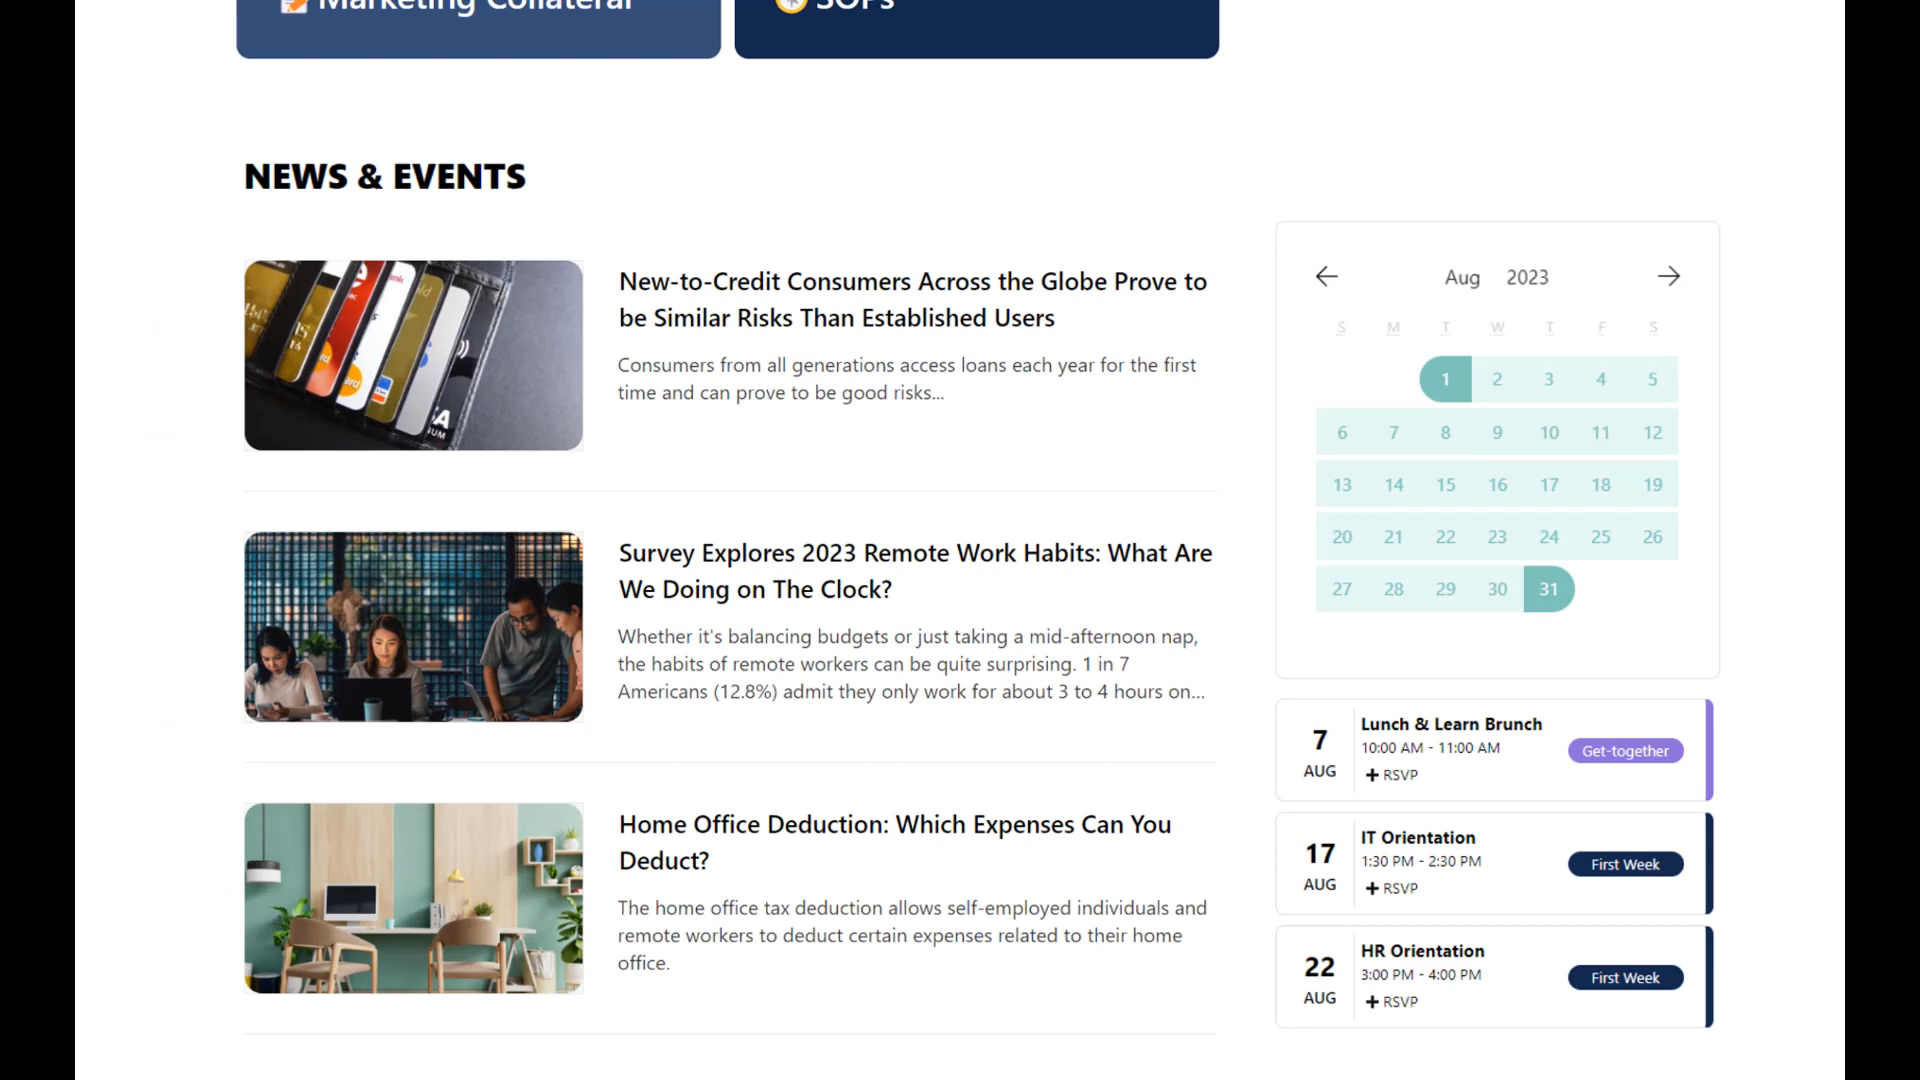 Marketing Collateral
SOPs
NEWS & EVENTS
New-to-Credit Consumers Across the Globe Prove to
be Similar Risks Than Established Users
Consumers from all generations access loans each year for the first
time and can prove to be good risks...
Survey Explores 2023 Remote Work Habits: What Are
We Doing on The Clock?
Whether it's balancing budgets or just taking a mid-afternoon nap,
the habits of remote workers can be quite surprising. 1 in 7
Americans (12.8%) admit they only work for about 3 to 4 hours on...
Home Office Deduction: Which Expenses Can You
Deduct?
The home office tax deduction allows self-employed individuals and
remote workers to deduct certain expenses related to their home
office.
Aug 2023
S M T W T F S
1 2 3 4 5
6 7 8 9 10 11 12
13 14 15 16 17 18 19
20 21 22 23 24 25 26
27 28 29 30 31
7
AUG
Lunch & Learn Brunch
10:00 AM - 11:00 AM
RSVP
Get-together
17
AUG
IT Orientation
1:30 PM - 2:30 PM
RSVP
First Week
22
AUG
HR Orientation
3:00 PM - 4:00 PM
RSVP
First Week